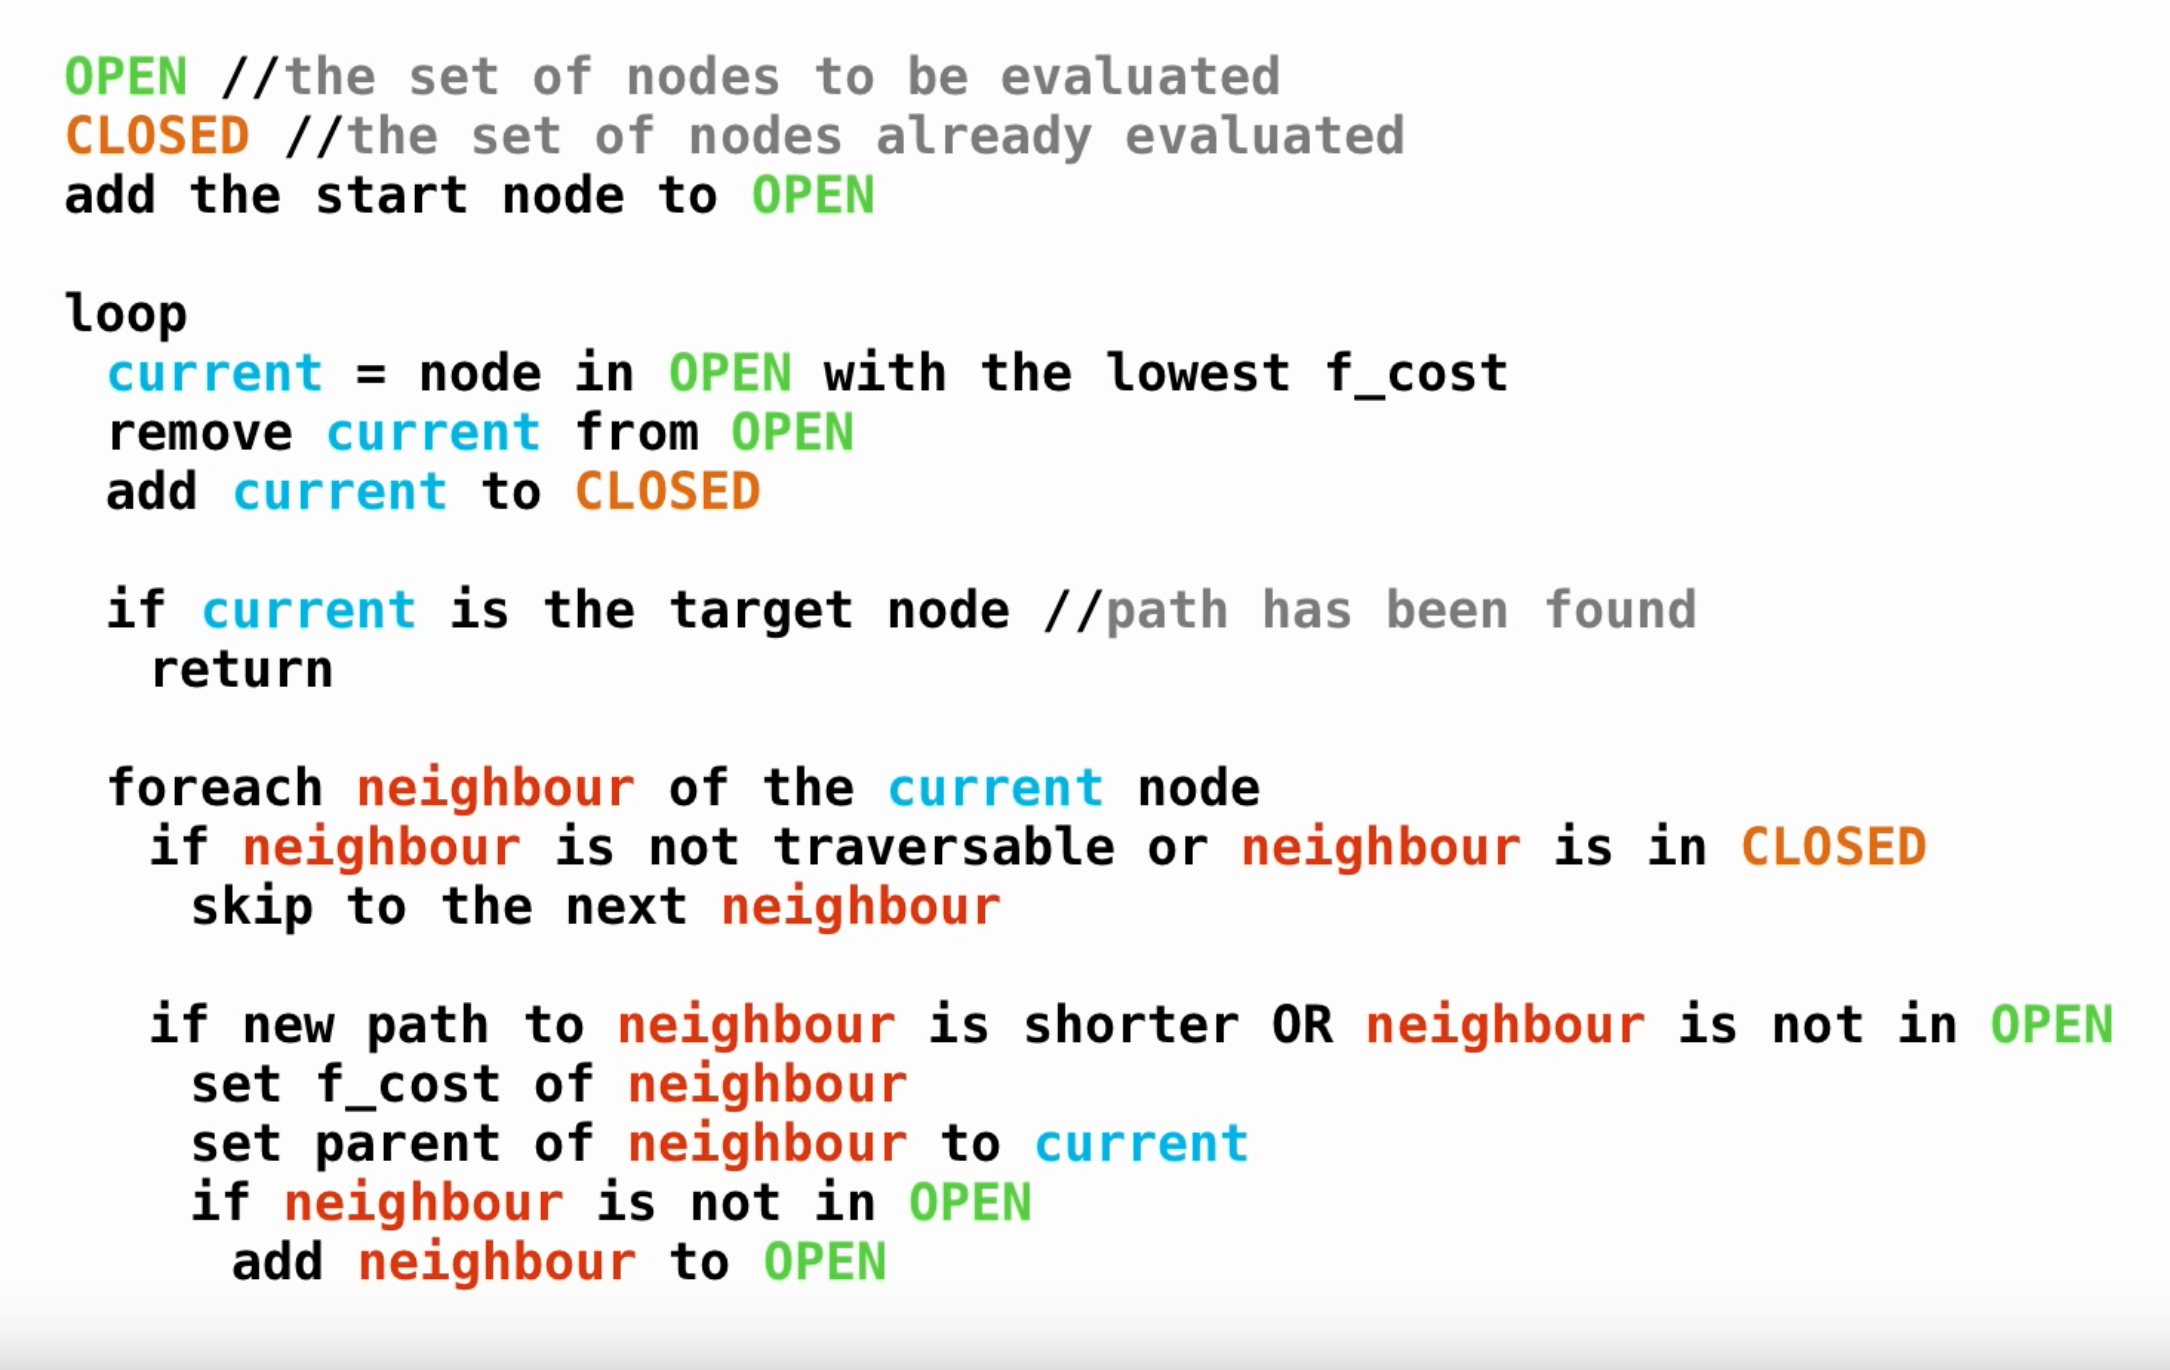 OPEN //the set of nodes to be evaluated
CLOSED //the set of nodes already evaluated
add the start node to OPEN
loop
current = node in OPEN with the lowest f_cost
remove current from OPEN
add current to CLOSED
if current is the target node //path has been found
return
foreach neighbour of the current node
if neighbour is not traversable or neighbour is in CLOSED
skip to the next neighbour
if new path to neighbour is shorter OR neighbour is not in OPEN
set f_cost of neighbour
set parent of neighbour to current
if neighbour is not in OPEN
add neighbour to OPEN